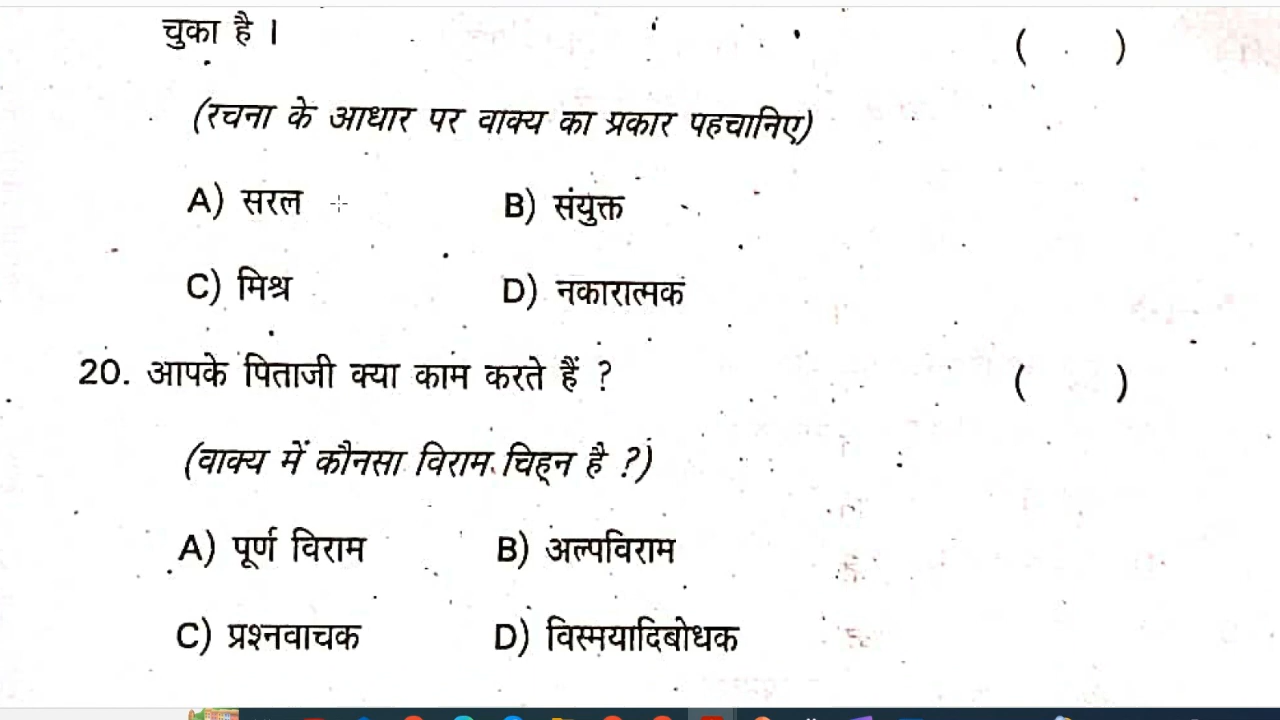 चुका है । ( )
(रचना के आधार पर वाक्य का प्रकार पहचानिए)
A) सरल B) संयुक्त
C) मिश्र D) नकारात्मक
20. आपके पिताजी क्या काम करते हैं ? ( )
(वाक्य में कौनसा विराम चिह्न है ?)
A) पूर्ण विराम B) अल्पविराम
C) प्रश्नवाचक D) विस्मयादिबोधक